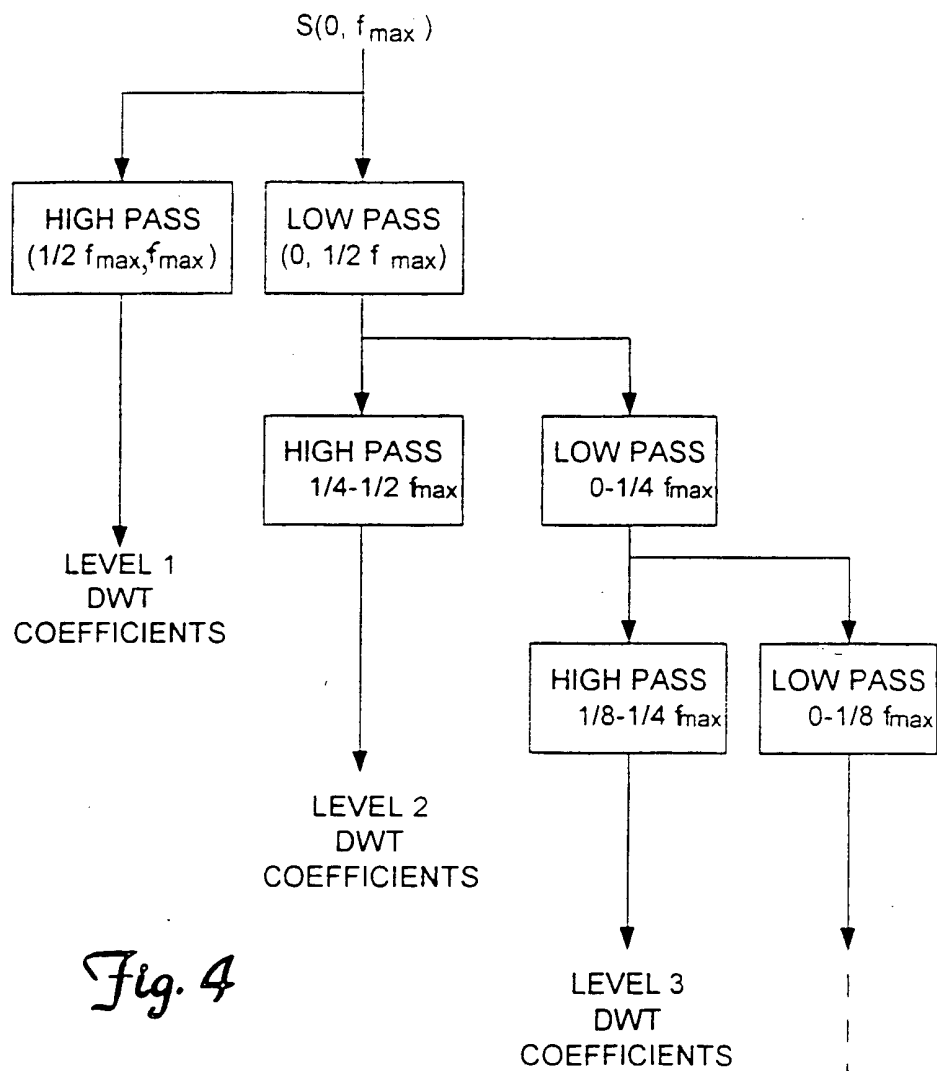 S(0, fmax )
HIGH PASS
(1/2 fmax,fmax)
LOW PASS
(0, 1/2 f max)
HIGH PASS
1/4-1/2 fmax
LOW PASS
0-1/4 fmax
LEVEL 1
DWT
COEFFICIENTS
HIGH PASS
1/8-1/4 fmax
LOW PASS
0-1/8 fmax
LEVEL 2
DWT
COEFFICIENTS
LEVEL 3
DWT
COEFFICIENTS
Fig. 4